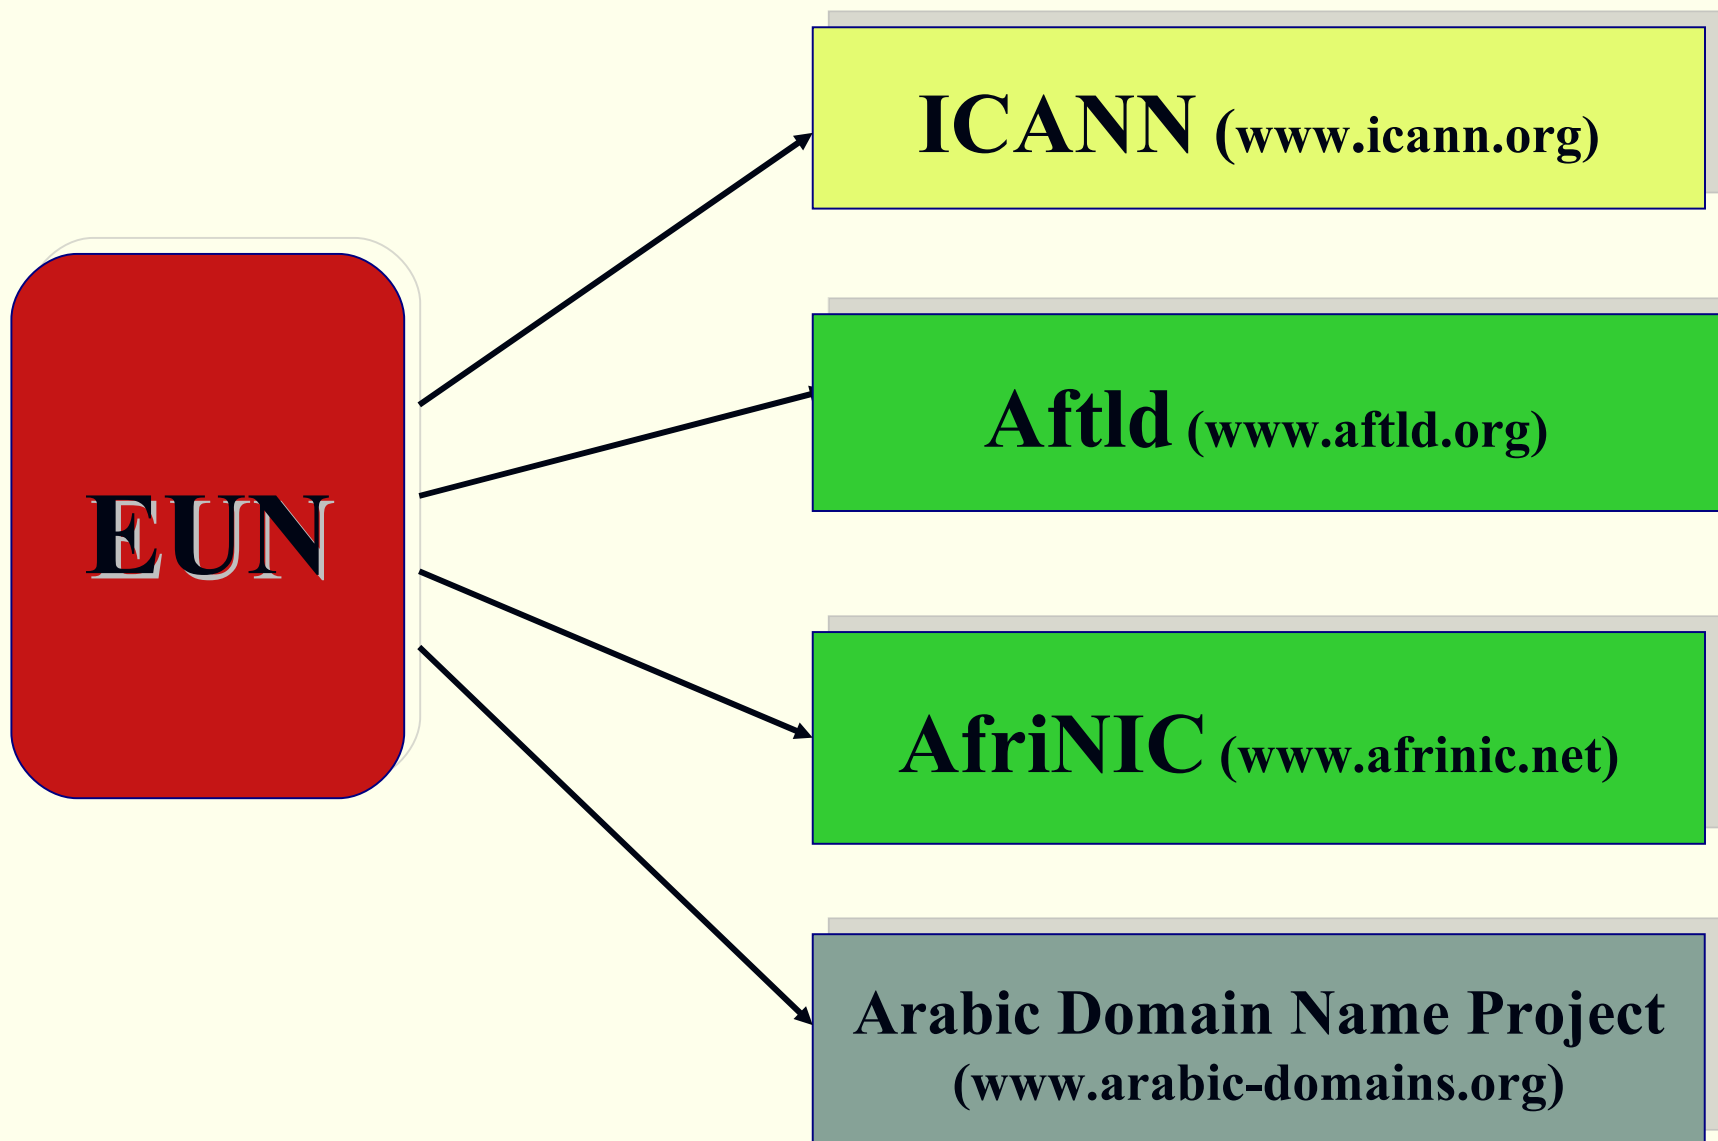 EUN
ICANN (www.icann.org)
Aftld (www.aftld.org)
AfriNIC (www.afrinic.net)
Arabic Domain Name Project
(www.arabic-domains.org)